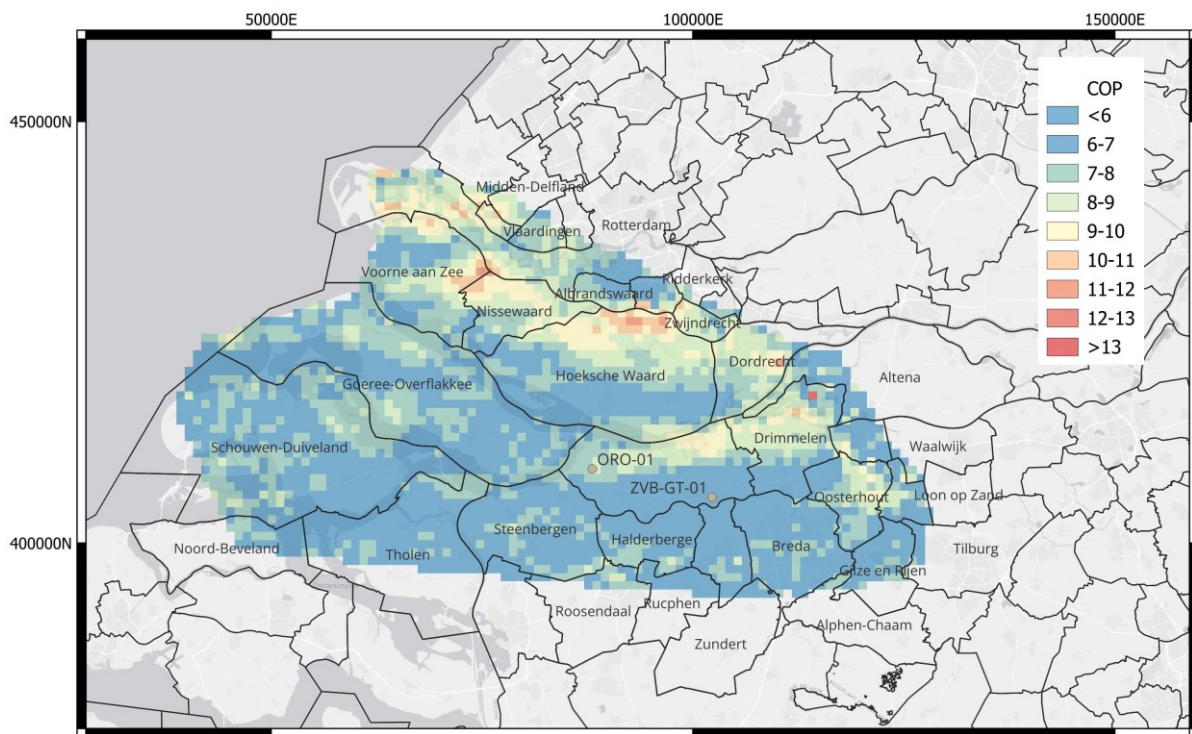 50000E
100000E
150000E
450000N
400000N
COP
<6
6-7
7-8
8-9
9-10
10-11
11-12
12-13
>13
Midden-Delfland
Vlaardingen
Rotterdam
Voorne aan Zee
Ridderkerk
Albrandswaard
Nissewaard
Zwijndrecht
Dordrecht
Hoeksche Waard
Altena
Goeree-Overflakkee
Drimmelen
Waalwijk
Schouwen-Duiveland
ORO-01
ZVB-GT-01
Oosterhout
Loon op Zand
Steenbergen
Halderberge
Breda
Tilburg
Noord-Beveland
Tholen
Gilze en Rijen
Roosendaal
Rucphen
Alphen-Chaam
Zundert